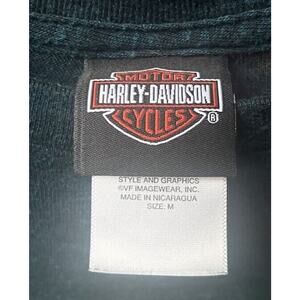 MOTOR
HARLEY-DAVIDSON
CYCLES
®
STYLE AND GRAPHICS
©VF IMAGEWEAR, INC.
MADE IN NICARAGUA
SIZE: M